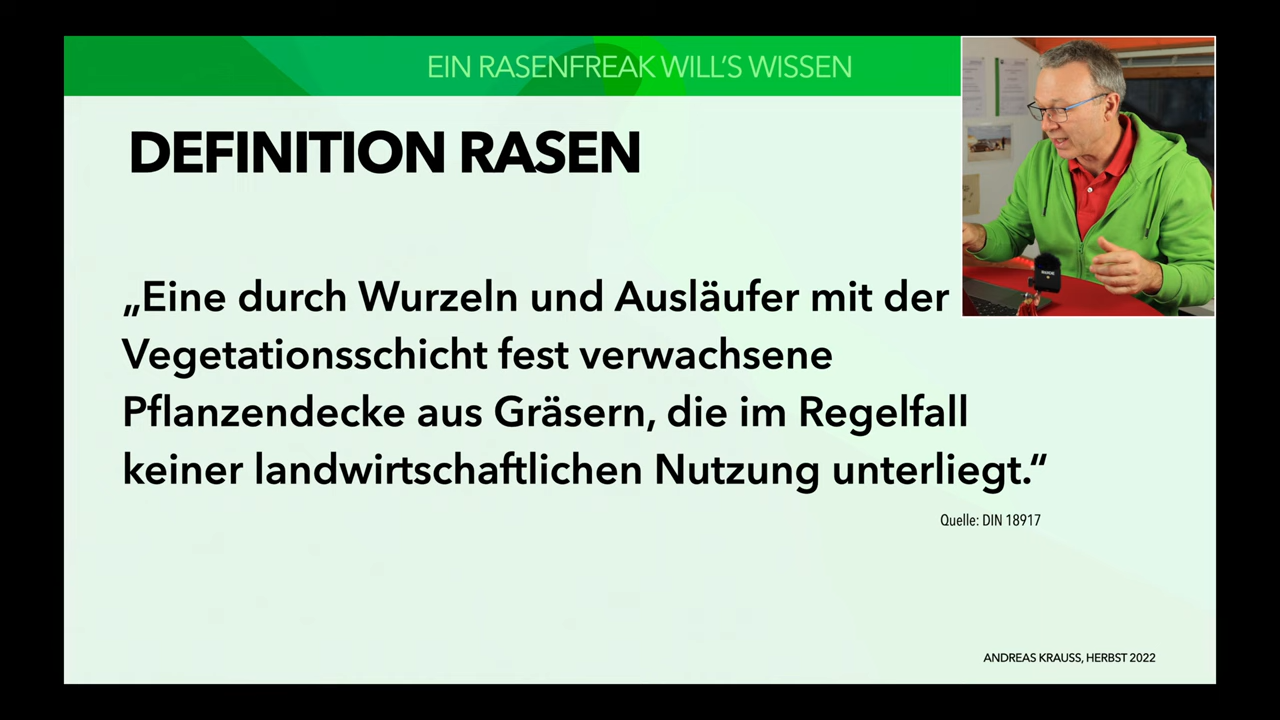 EIN RASENFREAK WILL'S WISSEN
DEFINITION RASEN
„Eine durch Wurzeln und Ausläufer mit der
Vegetationsschicht fest verwachsene
Pflanzendecke aus Gräsern, die im Regelfall
keiner landwirtschaftlichen Nutzung unterliegt.“
Quelle: DIN 18917
ANDREAS KRAUSS, HERBST 2022